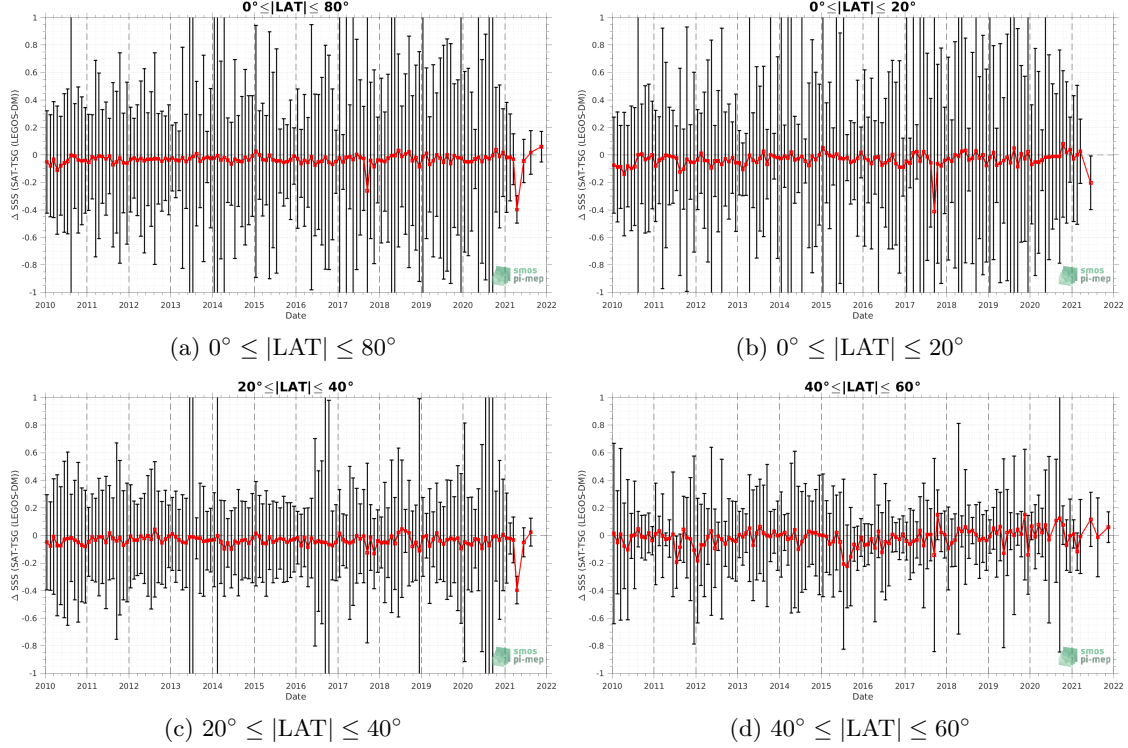 0°≤|LAT|≤ 80°
Δ SSS (SAT-TSG (LEGOS-DM))
1
0.8
0.6
0.4
0.2
0
-0.2
-0.4
-0.6
-0.8
-1
2010 2011 2012 2013 2014 2015 2016 2017 2018 2019 2020 2021 2022
Date
smos
pi-mep
(a) 0° ≤ |LAT| ≤ 80°
0°≤|LAT|≤ 20°
Δ SSS (SAT-TSG (LEGOS-DM))
1
0.8
0.6
0.4
0.2
0
-0.2
-0.4
-0.6
-0.8
-1
2010 2011 2012 2013 2014 2015 2016 2017 2018 2019 2020 2021 2022
Date
smos
pi-mep
(b) 0° ≤ |LAT| ≤ 20°
20°≤|LAT|≤ 40°
Δ SSS (SAT-TSG (LEGOS-DM))
1
0.8
0.6
0.4
0.2
0
-0.2
-0.4
-0.6
-0.8
-1
2010 2011 2012 2013 2014 2015 2016 2017 2018 2019 2020 2021 2022
Date
smos
pi-mep
(c) 20° ≤ |LAT| ≤ 40°
40°≤|LAT|≤ 60°
Δ SSS (SAT-TSG (LEGOS-DM))
1
0.8
0.6
0.4
0.2
0
-0.2
-0.4
-0.6
-0.8
-1
2010 2011 2012 2013 2014 2015 2016 2017 2018 2019 2020 2021 2022
Date
smos
pi-mep
(d) 40° ≤ |LAT| ≤ 60°